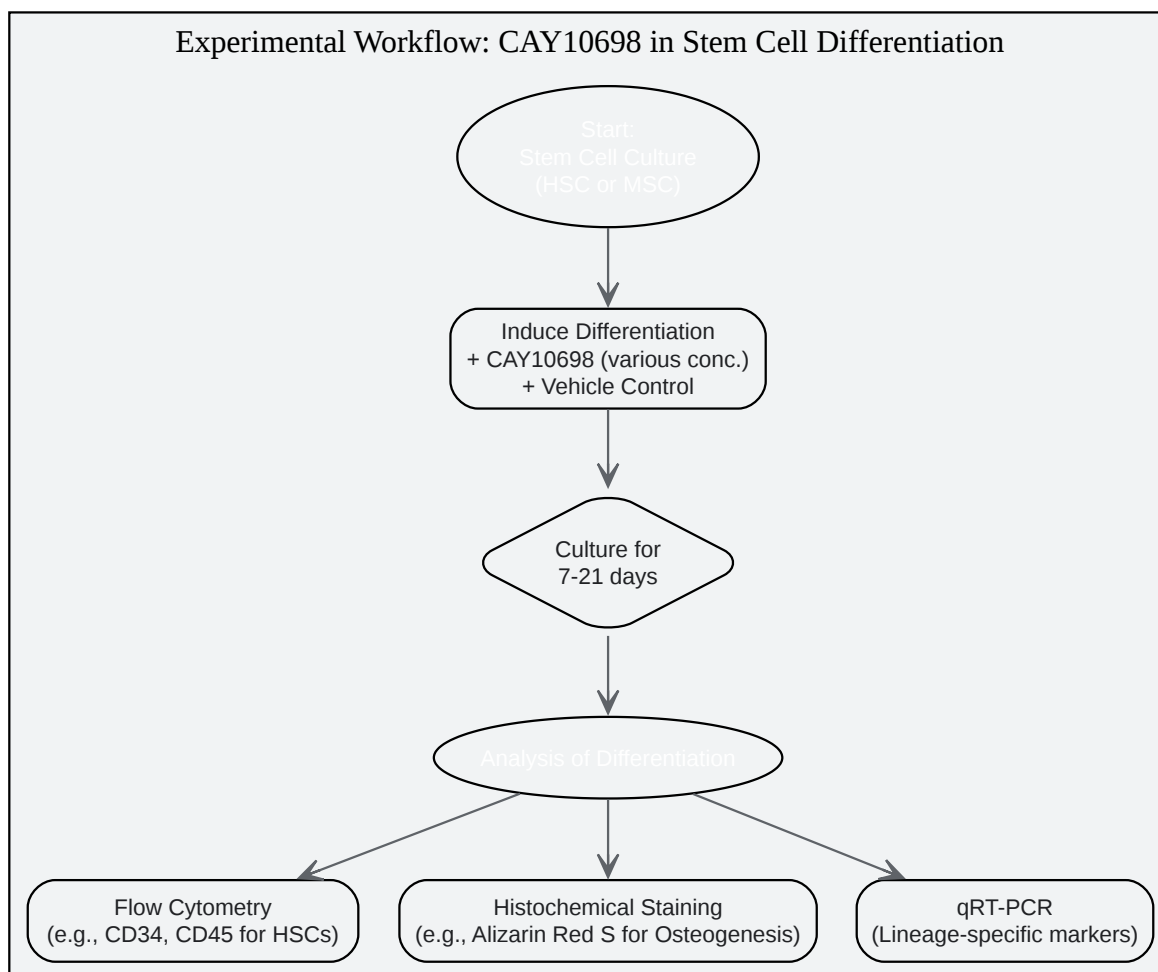 Experimental Workflow: CAY10698 in Stem Cell Differentiation
Start:
Stem Cell Culture
(HSC or MSC)
Induce Differentiation
+ CAY10698 (various conc.)
+ Vehicle Control
Culture for
7-21 days
Analysis of Differentiation
Flow Cytometry
(e.g., CD34, CD45 for HSCs)
Histochemical Staining
(e.g., Alizarin Red S for Osteogenesis)
qRT-PCR
(Lineage-specific markers)